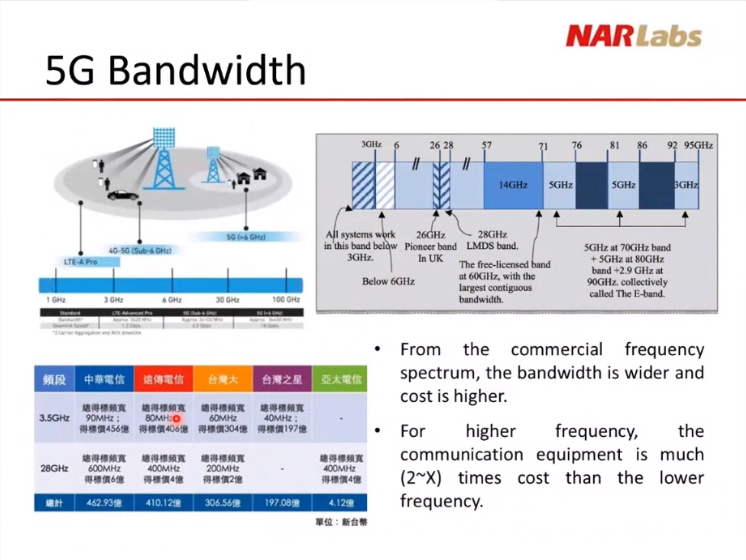 NARLabs
5G Bandwidth
5G (>6 GHz)
4G-5G (Sub-6 GHz)
LTE-A Pro
1 GHz 3 GHz 6 GHz 30 GHz 100 GHz
Standard LTE-Advanced Pro 5G (Sub-6 GHz) 5G (>6 GHz)
3GHz 6 26 28 57 71 76 81 86 92 95GHz
14GHz 5GHz 5GHz 3GHz
All systems work
in this band below
3GHz.
Below 6GHz
26GHz
Pioneer band
In UK
28GHz
LMDS band.
The free-licensed band
at 60GHz, with the
largest contiguous
bandwidth.
5GHz at 70GHz band
+ 5GHz at 80GHz
band +2.9 GHz at
90GHz. collectively
called The E-band.
頻段 中華電信 遠傳電信 台灣大 台灣之星 亞太電信
3.5GHz
總得標頻寬 總得標頻寬 總得標頻寬 總得標頻寬 -
90MHz； 80MHz 60MHz 40MHz；
得標價456億 得標價406億 得標價304億 得標價197億
28GHz
總得標頻寬 總得標頻寬 總得標頻寬 - 總得標頻寬
600MHz 400MHz 200MHz 400MHz
得標價6億 得標價4億 得標價2億 得標價4億
總計 462.93億 410.12億 306.56億 197.08億 4.12億
單位：新台幣
• From the commercial frequency
spectrum, the bandwidth is wider and
cost is higher.
• For higher frequency, the
communication equipment is much
(2~X) times cost than the lower
frequency.